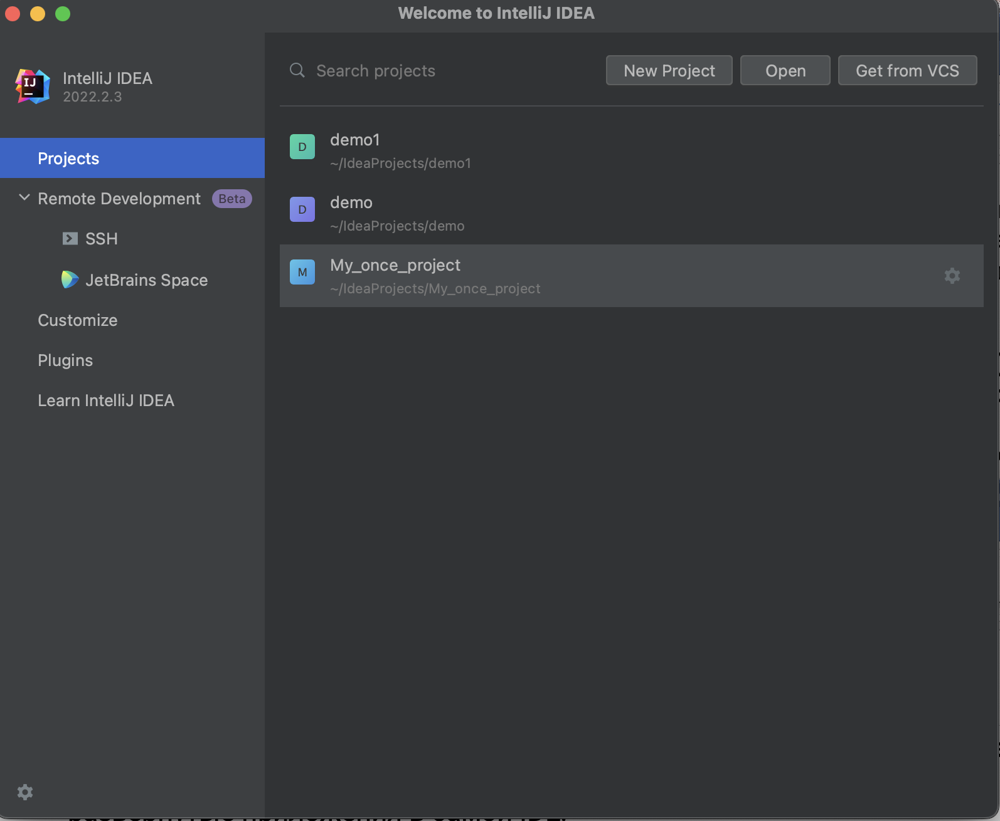 Welcome to IntelliJ IDEA
IJ
IntelliJ IDEA
2022.2.3
Projects
Remote Development Beta
SSH
JetBrains Space
Customize
Plugins
Learn IntelliJ IDEA
Search projects
New Project
Open
Get from VCS
D
demo1
~/IdeaProjects/demo1
D
demo
~/IdeaProjects/demo
M
My_once_project
~/IdeaProjects/My_once_project